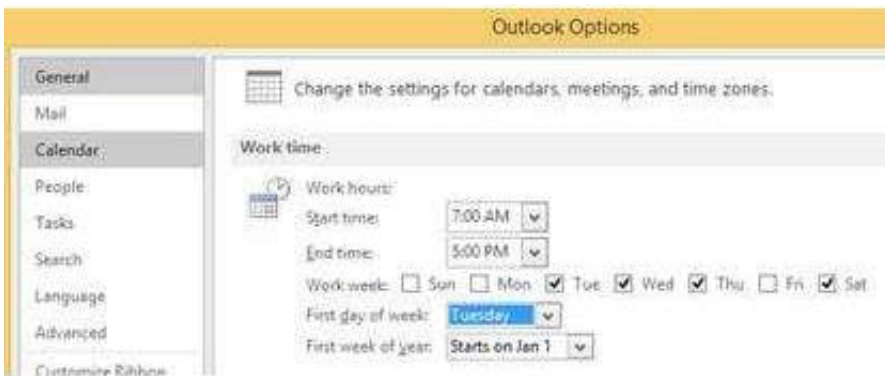 Outlook Options
General
Mail
Calendar
People
Tasks
Search
Language
Advanced
Customize Ribbon
Change the settings for calendars, meetings, and time zones.
Work time
Work hours:
Start time: 7:00 AM
End time: 5:00 PM
Work week: Sun Mon Tue Wed Thu Fri Sat
First day of week: Tuesday
First week of year: Starts on Jan 1